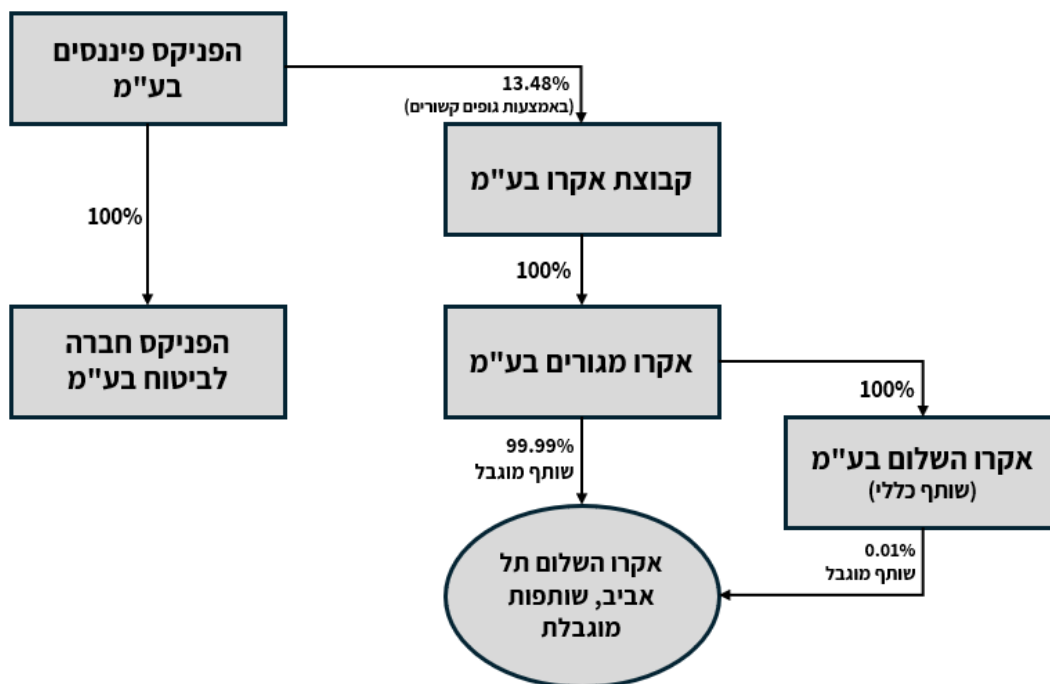 הפניקס פיננסים
בע"מ
13.48%
(באמצעות גופים קשורים)
קבוצת אקרו בע"מ
100%
100%
הפניקס חברה
לביטוח בע"מ
אקרו מגורים בע"מ
100%
99.99%
שותף מוגבל
אקרו השלום בע"מ
(שותף כללי)
0.01%
שותף מוגבל
אקרו השלום תל
אביב, שותפות
מוגבלת